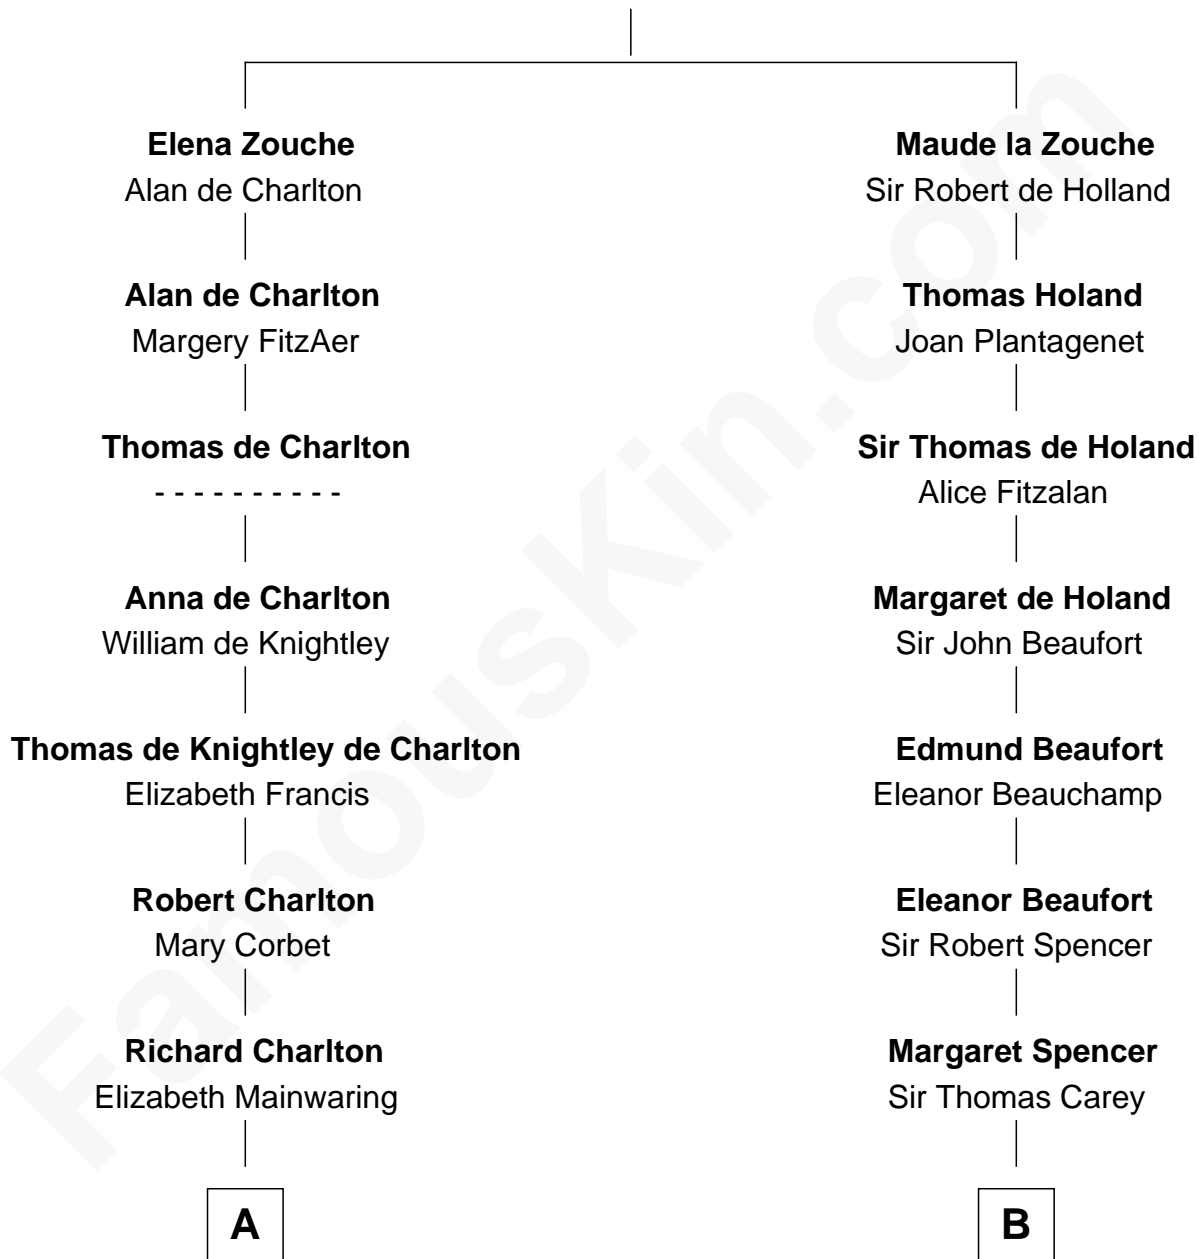 Elena Zouche
Alan de Charlton
Alan de Charlton
Margery FitzAer
Thomas de Charlton
- - - - - - - - - -
Anna de Charlton
William de Knightley
Thomas de Knightley de Charlton
Elizabeth Francis
Robert Charlton
Mary Corbet
Richard Charlton
Elizabeth Mainwaring
A
Maude la Zouche
Sir Robert de Holland
Thomas Holand
Joan Plantagenet
Sir Thomas de Holand
Alice Fitzalan
Margaret de Holand
Sir John Beaufort
Edmund Beaufort
Eleanor Beauchamp
Eleanor Beaufort
Sir Robert Spencer
Margaret Spencer
Sir Thomas Carey
B
FamousKin.com